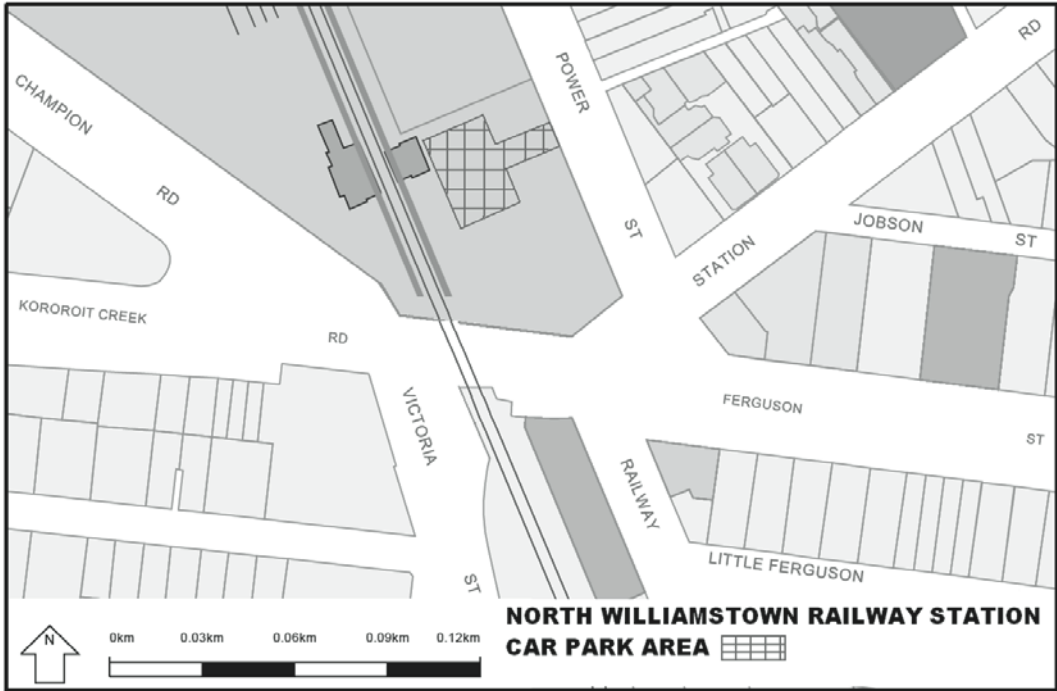 CHAMPION
RD
POWER
ST
RD
JOBSON
ST
STATION
KOROROIT CREEK
RD
VICTORIA
ST
FERGUSON
ST
RAILWAY
LITTLE FERGUSON
N
0km 0.03km 0.06km 0.09km 0.12km
NORTH WILLIAMSTOWN RAILWAY STATION
CAR PARK AREA